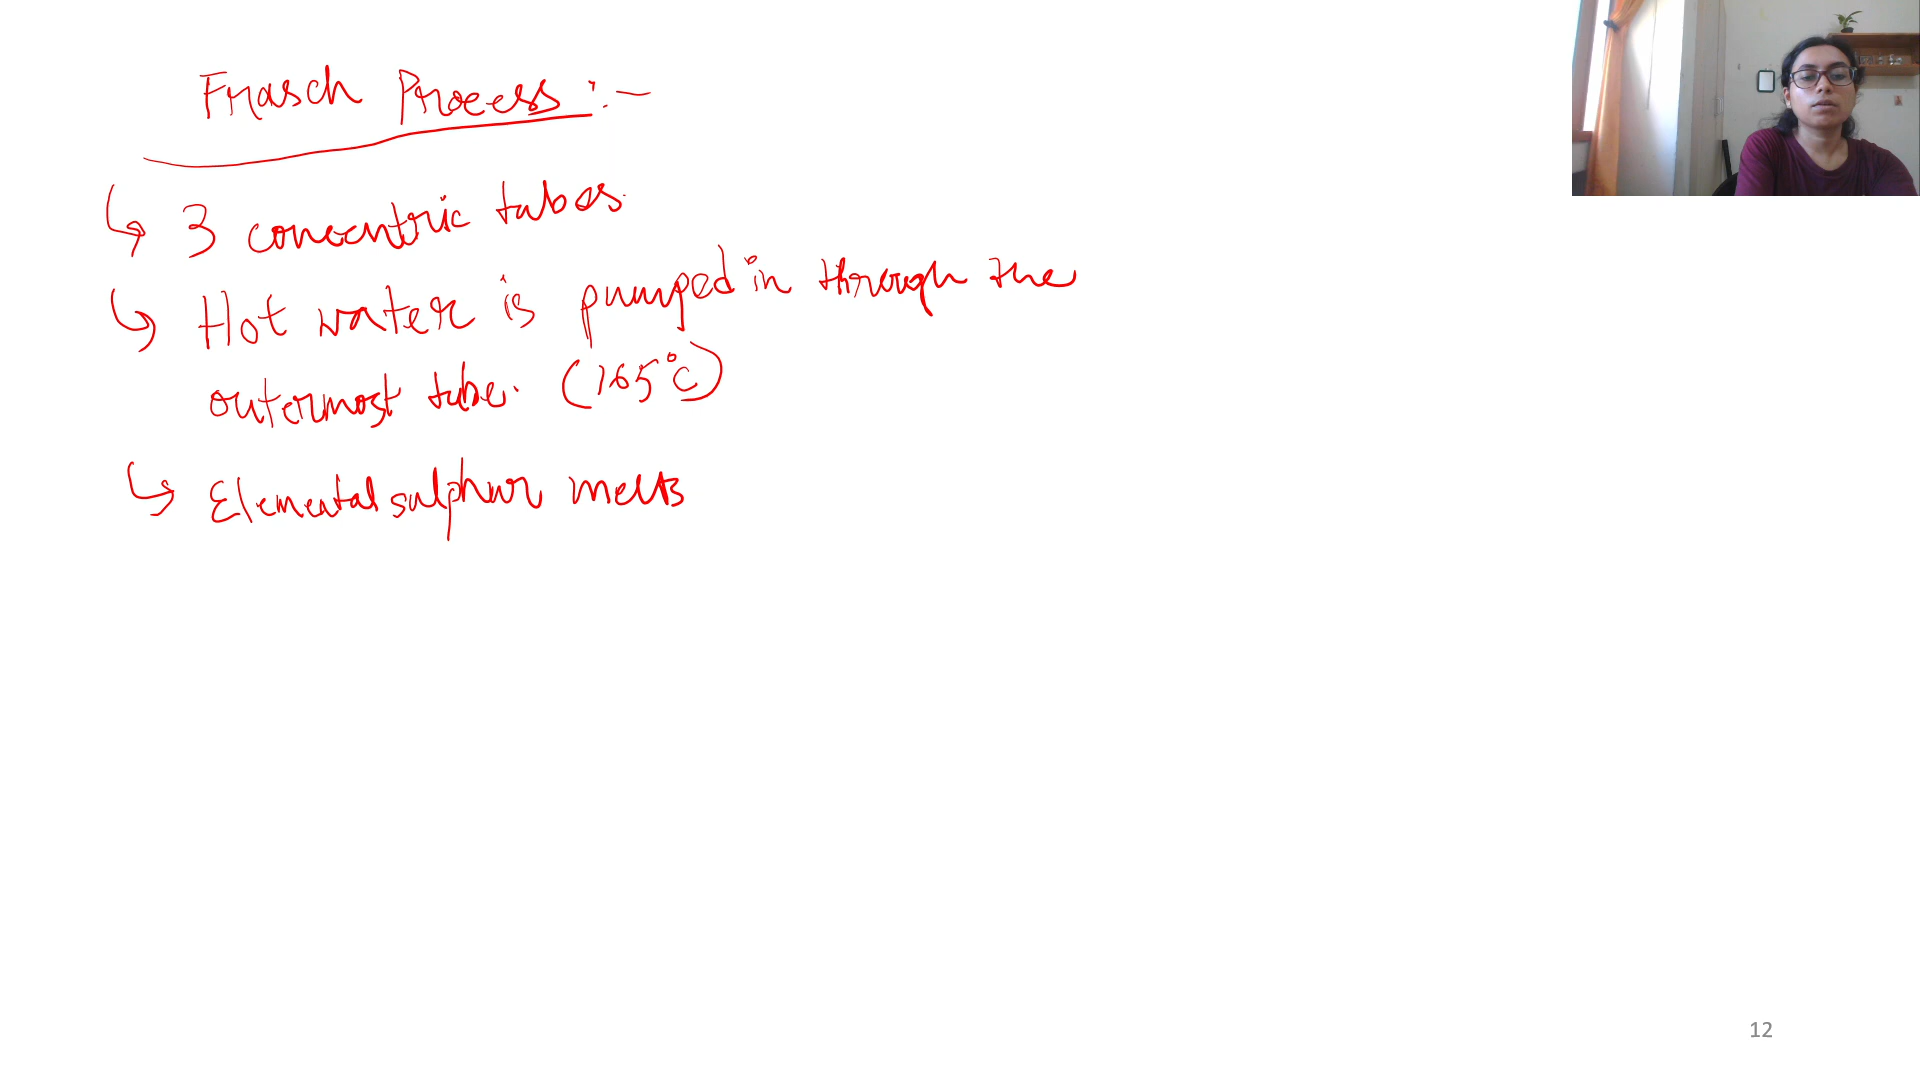 Frasch Process :-
↳ 3 concentric tubes.
↳ Hot water is pumped in through the
outermost tube. (165°C)
↳ Elemental sulphur melts
12